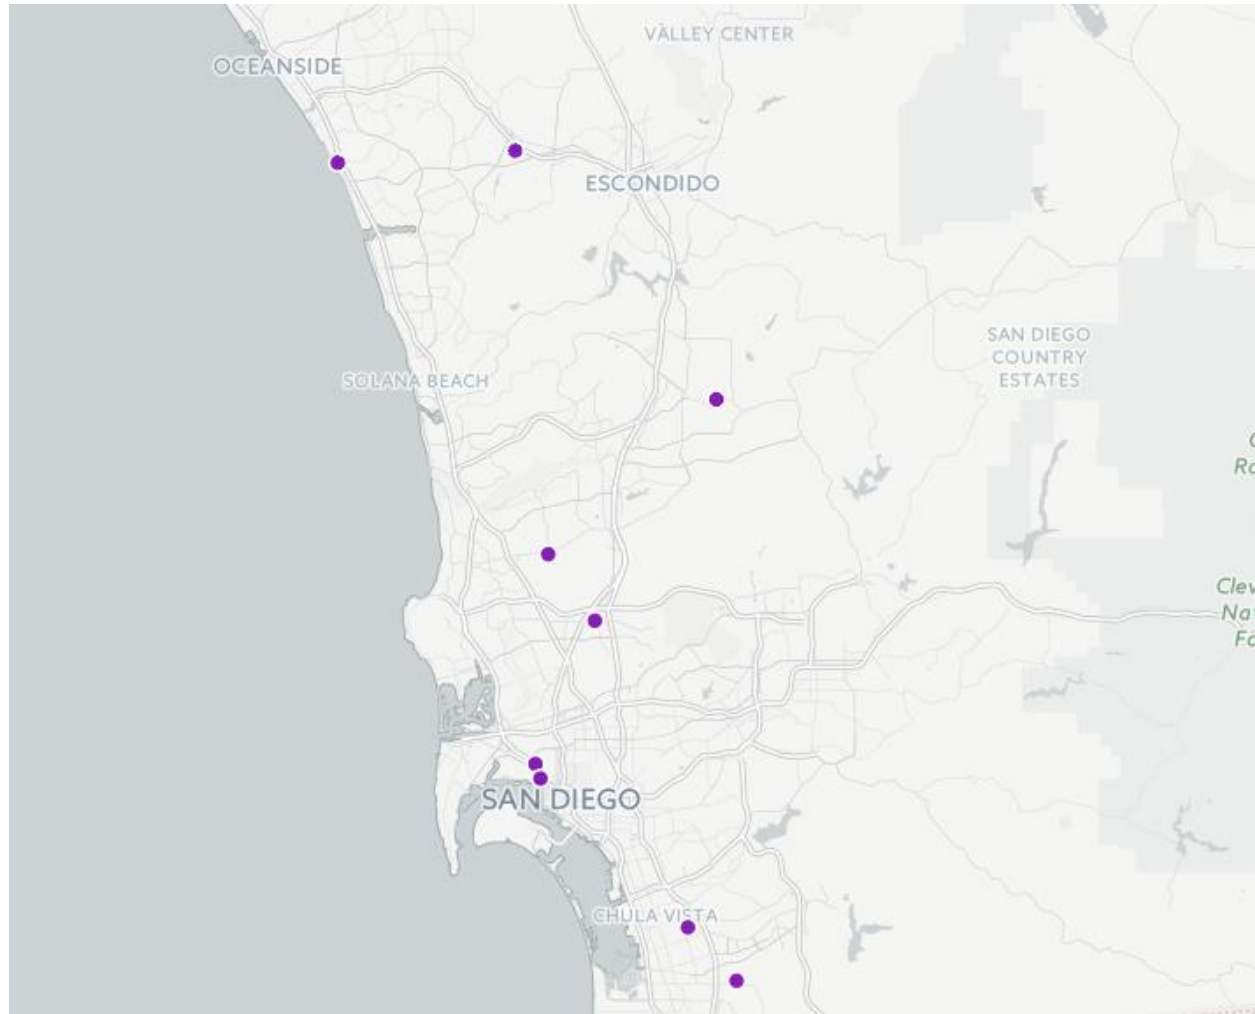 VALLEY CENTER
OCEANSIDE
ESCONDIDO
SAN DIEGO
COUNTRY
ESTATES
SOLANA BEACH
SAN DIEGO
CHULA VISTA